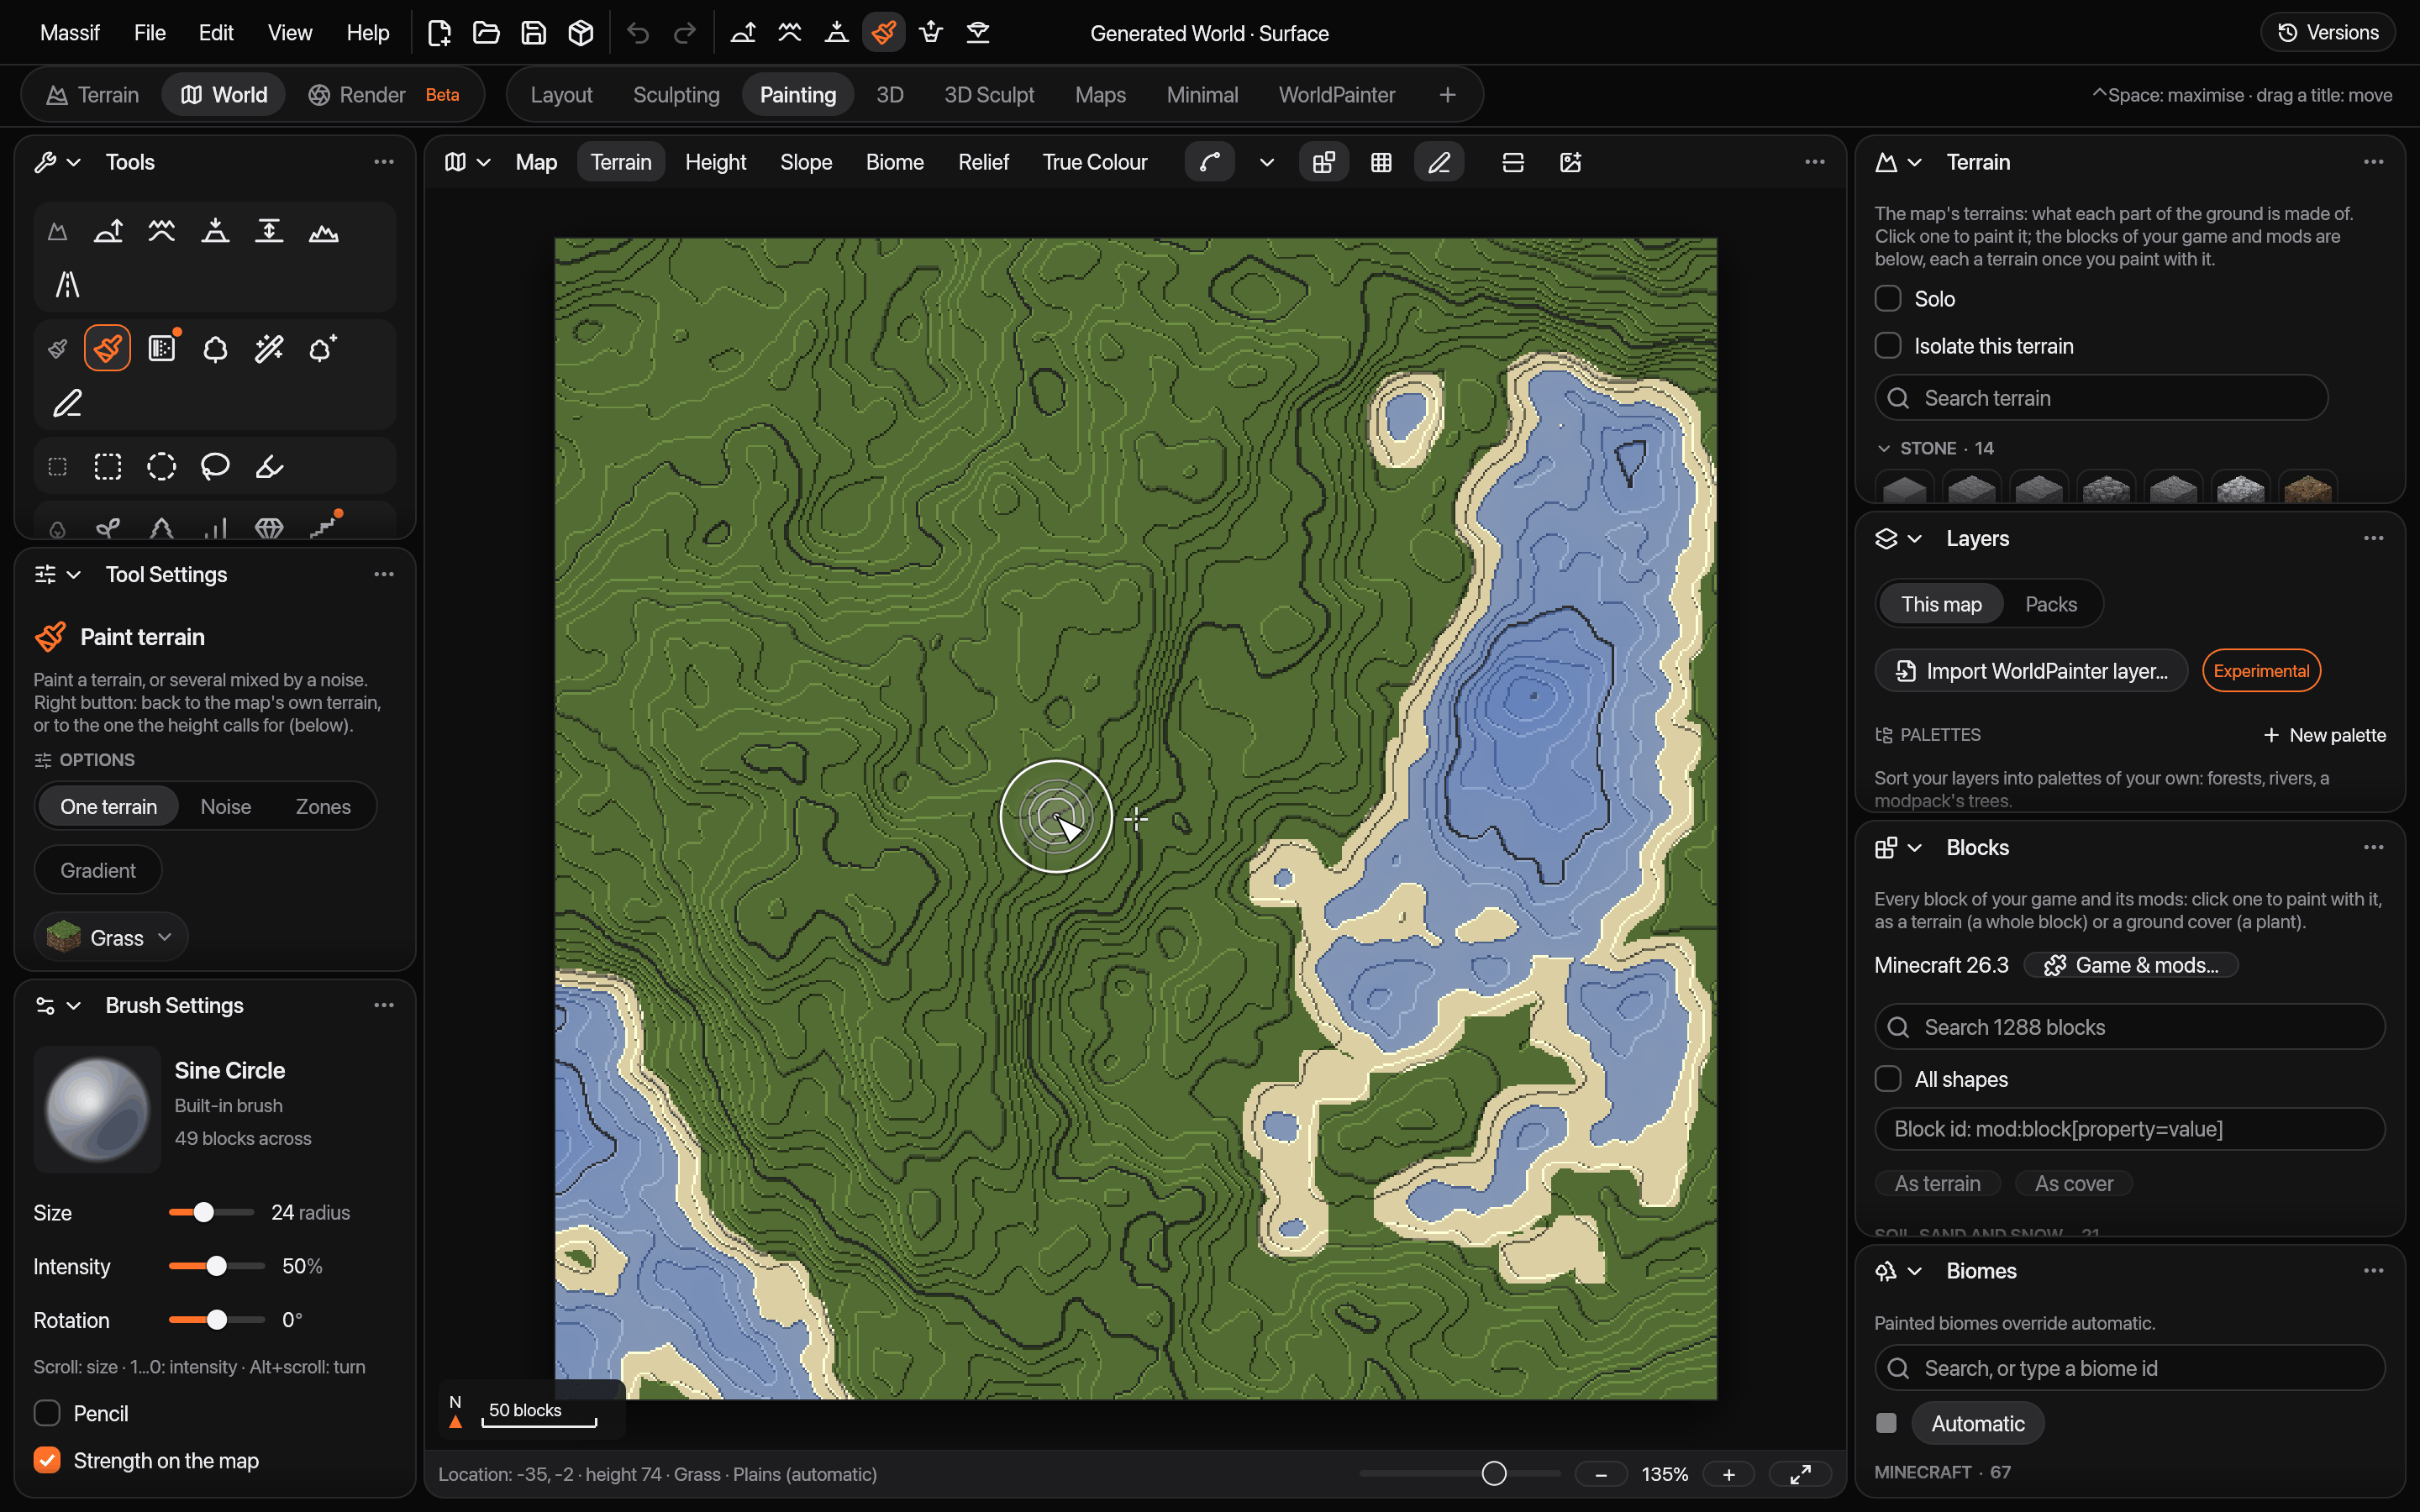 Massif File Edit View Help
Generated World · Surface
Versions
Terrain World Render Beta
Layout Sculpting Painting 3D 3D Sculpt Maps Minimal WorldPainter +
^Space: maximise · drag a title: move
Tools
Tool Settings
Paint terrain
Paint a terrain, or several mixed by a noise.
Right button: back to the map's own terrain,
or to the one the height calls for (below).
OPTIONS
One terrain Noise Zones
Gradient
Grass
Brush Settings
Sine Circle
Built-in brush
49 blocks across
Size 24 radius
Intensity 50%
Rotation 0°
Scroll: size · 1...0: intensity · Alt+scroll: turn
Pencil
Strength on the map
Map Terrain Height Slope Biome Relief True Colour
N
50 blocks
Location: -35, -2 · height 74 · Grass · Plains (automatic)
− 135% +
Terrain
The map's terrains: what each part of the ground is made of.
Click one to paint it; the blocks of your game and mods are
below, each a terrain once you paint with it.
Solo
Isolate this terrain
Search terrain
STONE · 14
Layers
This map Packs
Import WorldPainter layer... Experimental
PALETTES + New palette
Sort your layers into palettes of your own: forests, rivers, a
modpack's trees.
Blocks
Every block of your game and its mods: click one to paint with it,
as a terrain (a whole block) or a ground cover (a plant).
Minecraft 26.3 Game & mods...
Search 1288 blocks
All shapes
Block id: mod:block[property=value]
As terrain As cover
SOIL, SAND AND SNOW · 21
Biomes
Painted biomes override automatic.
Search, or type a biome id
Automatic
MINECRAFT · 67